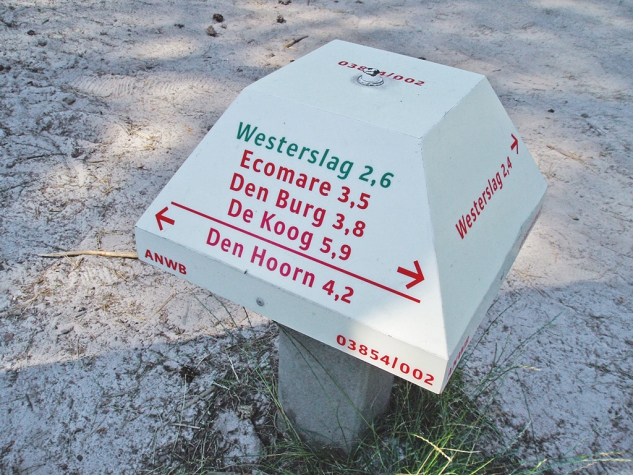 03854/002
Westerslag 2,6
Ecomare 3,5
Den Burg 3,8
De Koog 5,9
Den Hoorn 4,2
ANWB
03854/002
Westerslag 2,4